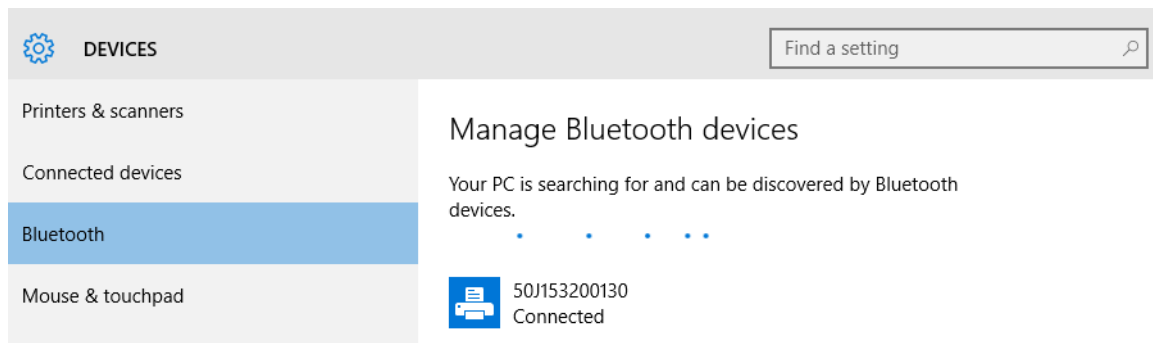 DEVICES
Find a setting
Printers & scanners
Connected devices
Bluetooth
Mouse & touchpad
Manage Bluetooth devices
Your PC is searching for and can be discovered by Bluetooth
devices.
50J153200130
Connected